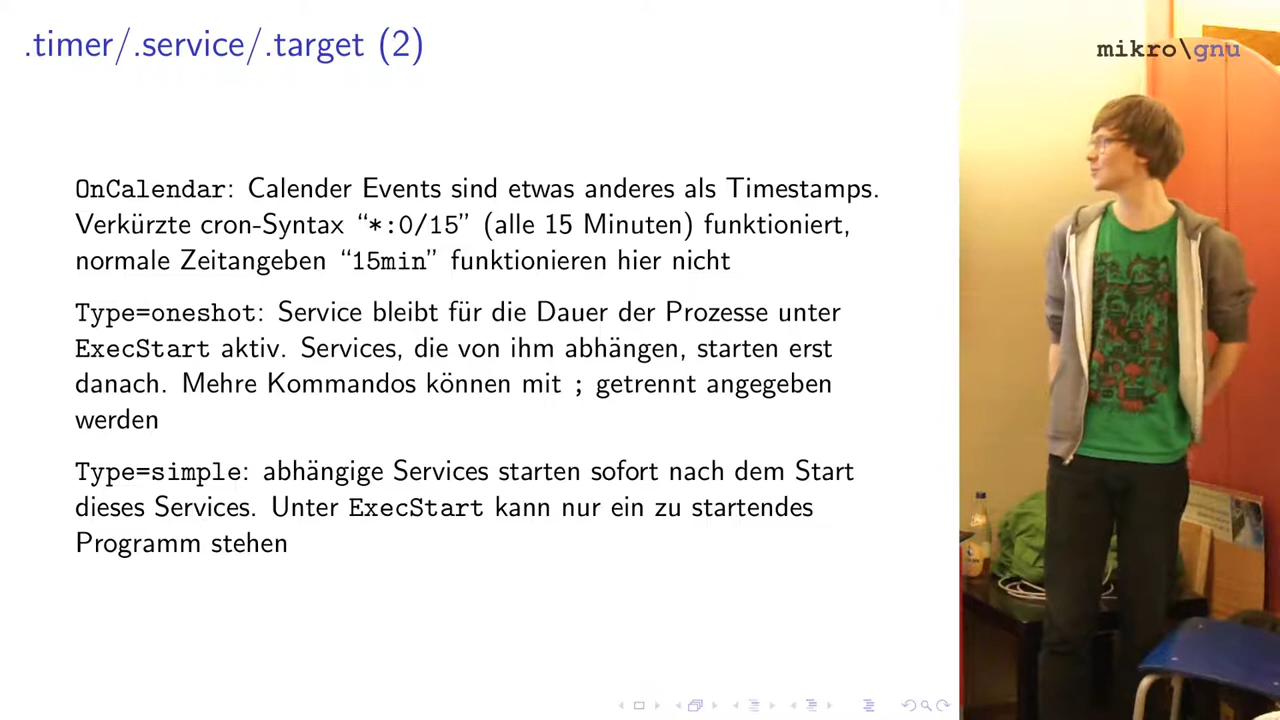 .timer/.service/.target (2)
mikro\gnu
OnCalendar: Calender Events sind etwas anderes als Timestamps.
Verkürzte cron-Syntax “*:0/15” (alle 15 Minuten) funktioniert,
normale Zeitangeben “15min” funktionieren hier nicht
Type=oneshot: Service bleibt für die Dauer der Prozesse unter
ExecStart aktiv. Services, die von ihm abhängen, starten erst
danach. Mehre Kommandos können mit ; getrennt angegeben
werden
Type=simple: abhängige Services starten sofort nach dem Start
dieses Services. Unter ExecStart kann nur ein zu startendes
Programm stehen